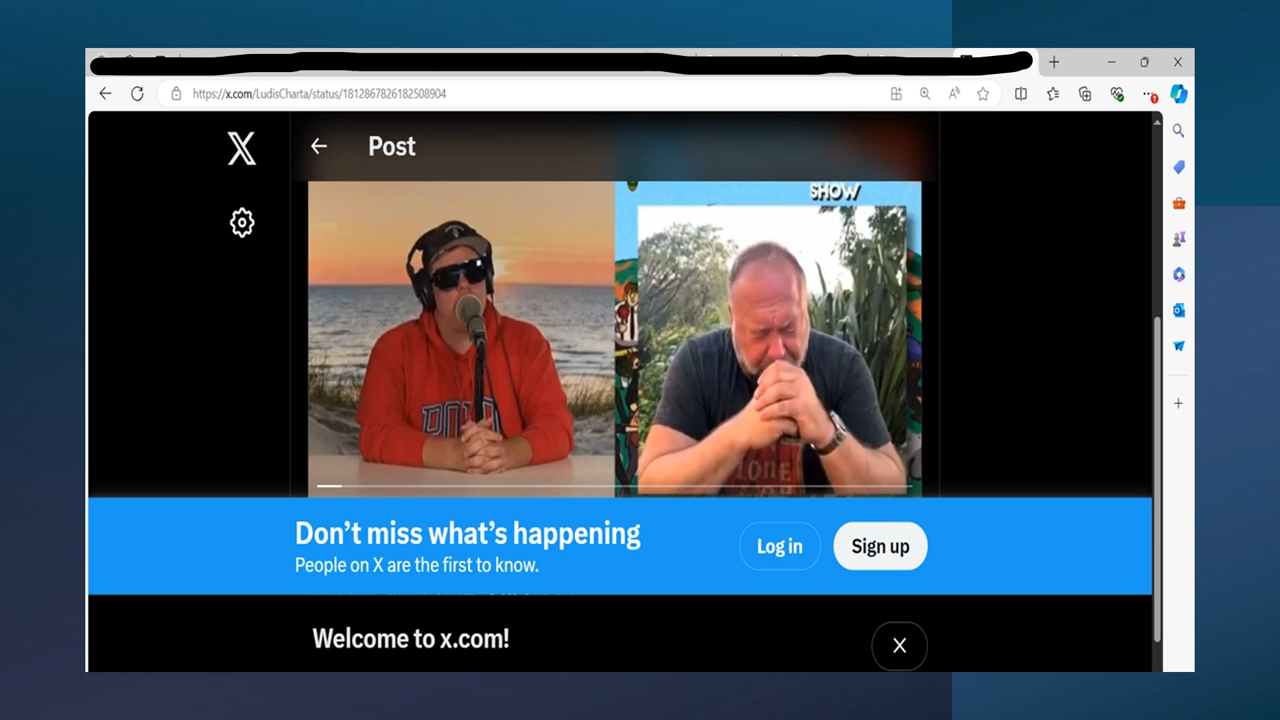 https://x.com/LudisCharta/status/1812867826182508904
Post
SHOW
POLO
Don't miss what's happening
People on X are the first to know.
Log in
Sign up
Welcome to x.com!